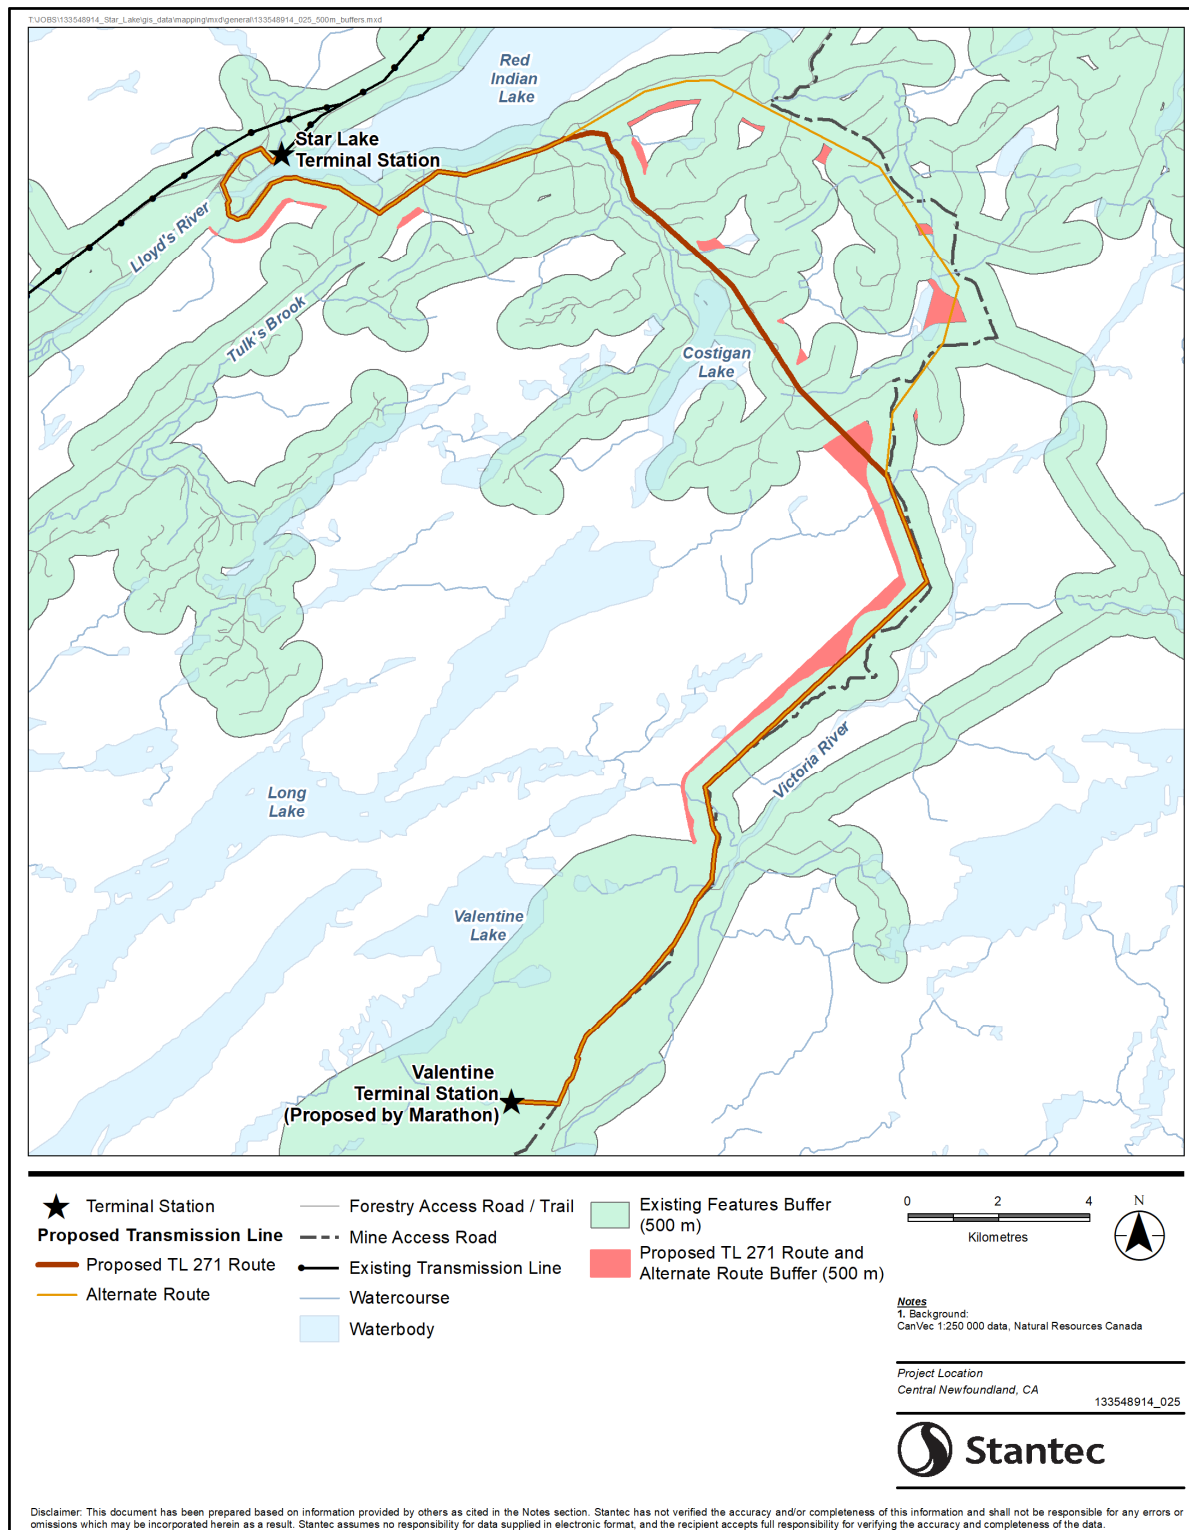 T:\JOBS\133548914_Star_Lake\gis_data\mapping\mxd\general\133548914_025_500m_buffers.mxd
Red
Indian
Lake
Star Lake
Terminal Station
Lloyd's River
Tulk's Brook
Costigan
Lake
Long
Lake
Victoria River
Valentine
Lake
Valentine
Terminal Station
(Proposed by Marathon)
Terminal Station
Proposed Transmission Line
Proposed TL 271 Route
Alternate Route
Forestry Access Road / Trail
Mine Access Road
Existing Transmission Line
Watercourse
Waterbody
Existing Features Buffer
(500 m)
Proposed TL 271 Route and
Alternate Route Buffer (500 m)
0 2 4
Kilometres
N
Notes
1. Background:
CanVec 1:250 000 data, Natural Resources Canada
Project Location
Central Newfoundland, CA
133548914_025
Stantec
Disclaimer: This document has been prepared based on information provided by others as cited in the Notes section. Stantec has not verified the accuracy and/or completeness of this information and shall not be responsible for any errors or
omissions which may be incorporated herein as a result. Stantec assumes no responsibility for data supplied in electronic format, and the recipient accepts full responsibility for verifying the accuracy and completeness of the data.